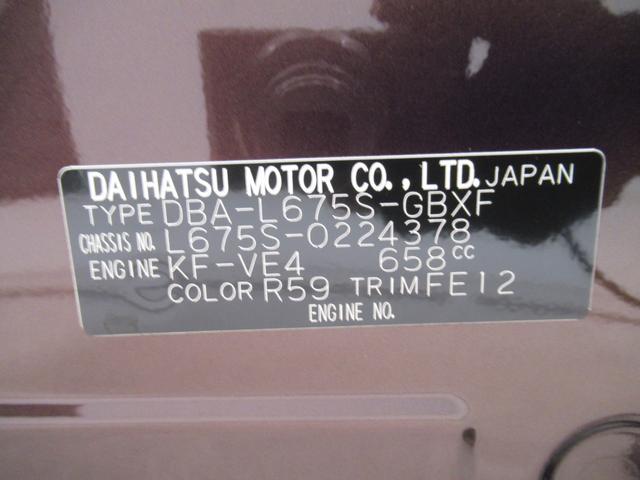 DAIHATSU MOTOR CO., LTD. JAPAN
TYPE DBA-L675S-GBXF
CHASSIS NO. L675S-0224378
ENGINE KF-VE4 658cc
COLOR R59 TRIM FE12
ENGINE NO.